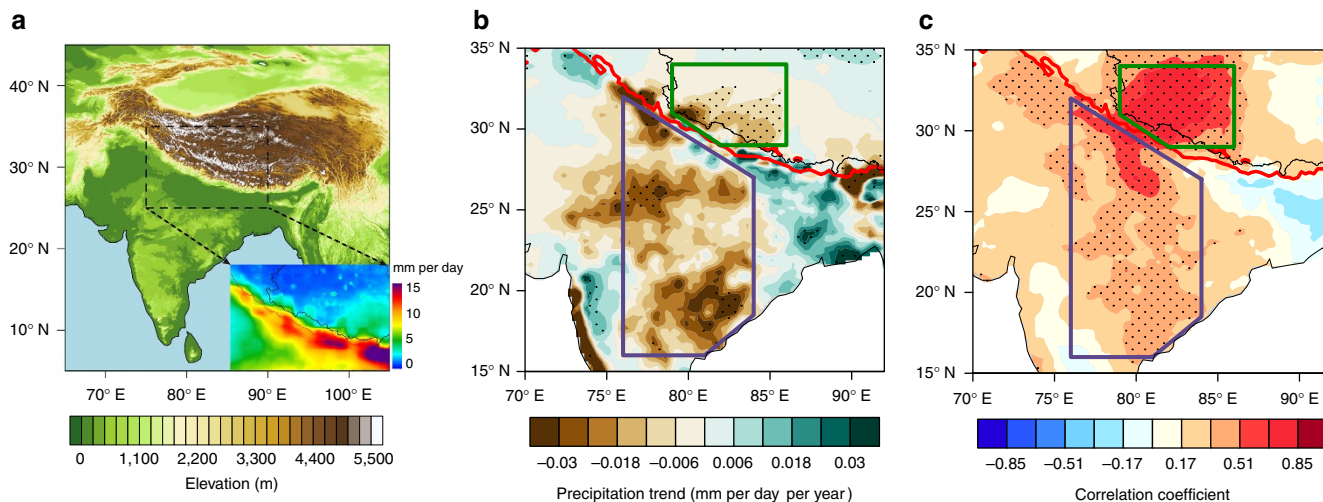 a
40° N
30° N
20° N
10° N
mm per day
15
10
5
0
70° E
80° E
90° E
100° E
0
1,100
2,200
3,300
4,400
5,500
Elevation (m)
b
35° N
30° N
25° N
20° N
15° N
70° E
75° E
80° E
85° E
90° E
−0.03
−0.018
−0.006
0.006
0.018
0.03
Precipitation trend (mm per day per year)
c
35° N
30° N
25° N
20° N
15° N
70° E
75° E
80° E
85° E
90° E
−0.85
−0.51
−0.17
0.17
0.51
0.85
Correlation coefficient